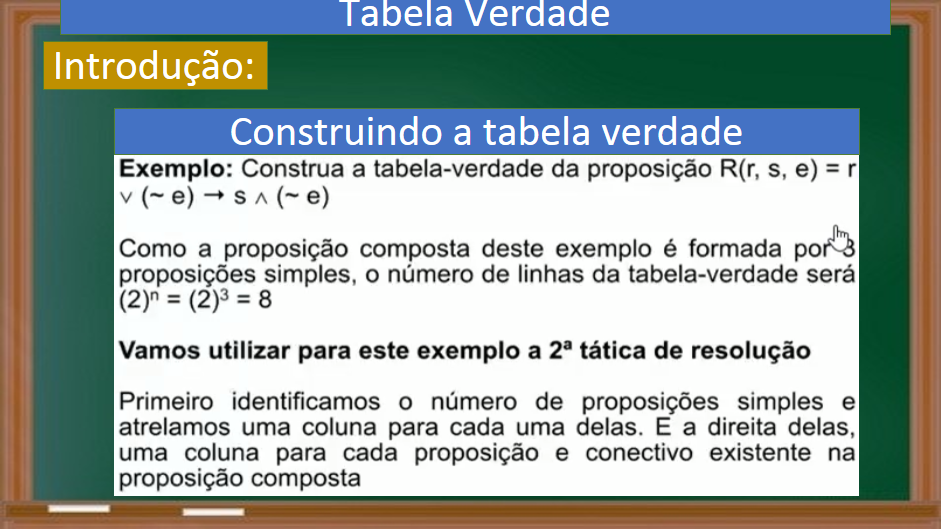 Tabela Verdade
Introdução:
Construindo a tabela verdade
Exemplo: Construa a tabela-verdade da proposição R(r, s, e) = r
∨ (~ e) → s ∧ (~ e)
Como a proposição composta deste exemplo é formada por 3
proposições simples, o número de linhas da tabela-verdade será
(2)ⁿ = (2)³ = 8
Vamos utilizar para este exemplo a 2ª tática de resolução
Primeiro identificamos o número de proposições simples e
atrelamos uma coluna para cada uma delas. E a direita delas,
uma coluna para cada proposição e conectivo existente na
proposição composta